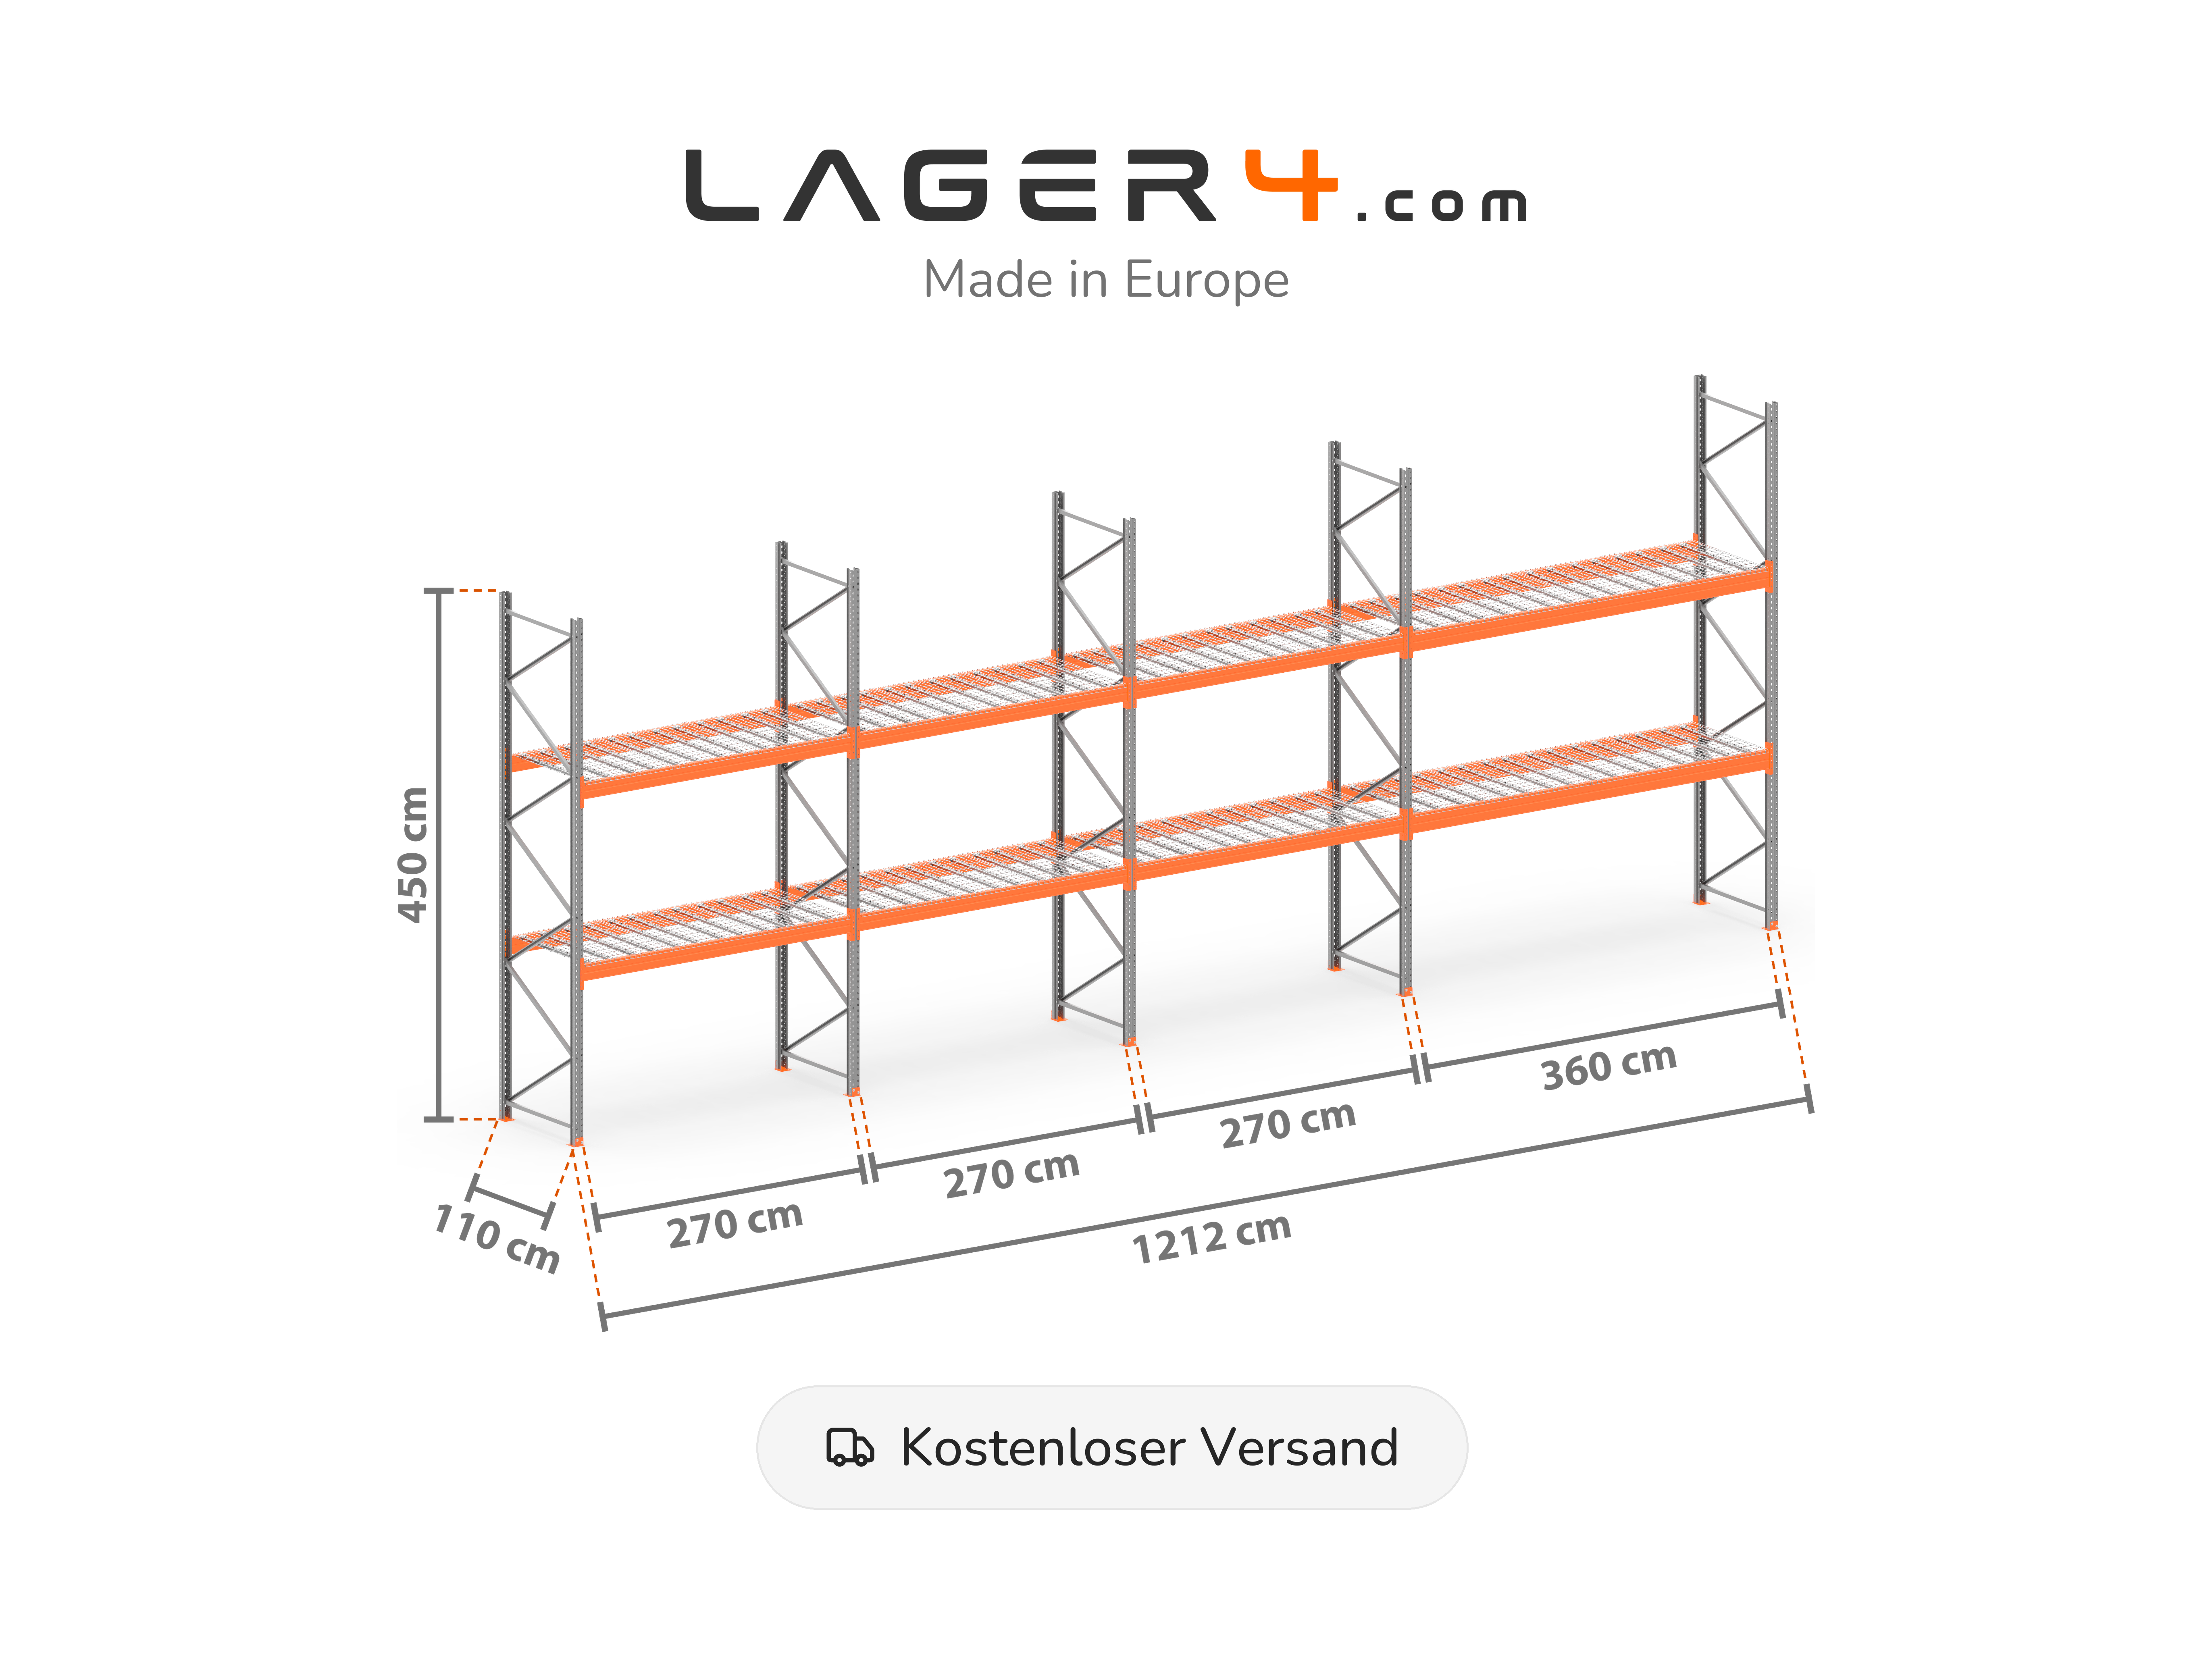 LAGER4.com
Made in Europe
450 cm
110 cm
270 cm
270 cm
270 cm
360 cm
1212 cm
Kostenloser Versand